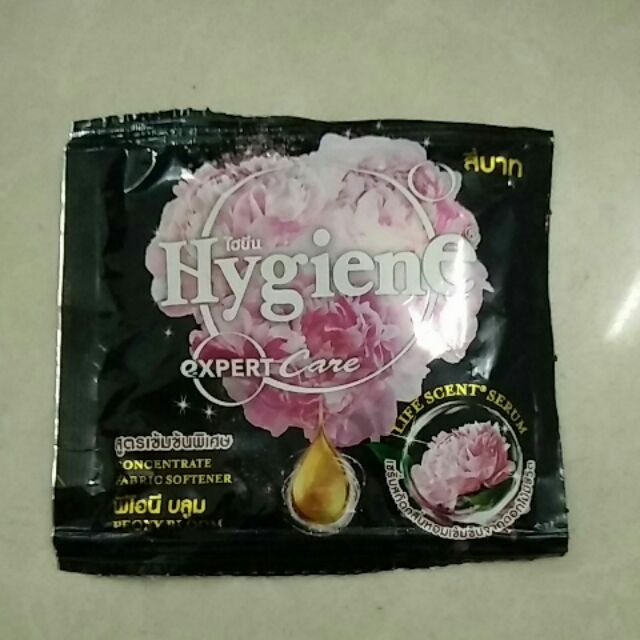 สี่บาท
ไฮยีน
Hygiene
eXPERT Care
LIFE SCENT® SERUM
สูตรเข้มข้นพิเศษ
CONCENTRATE
FABRIC SOFTENER
พีโอนี บลูม
PEONY BLOOM